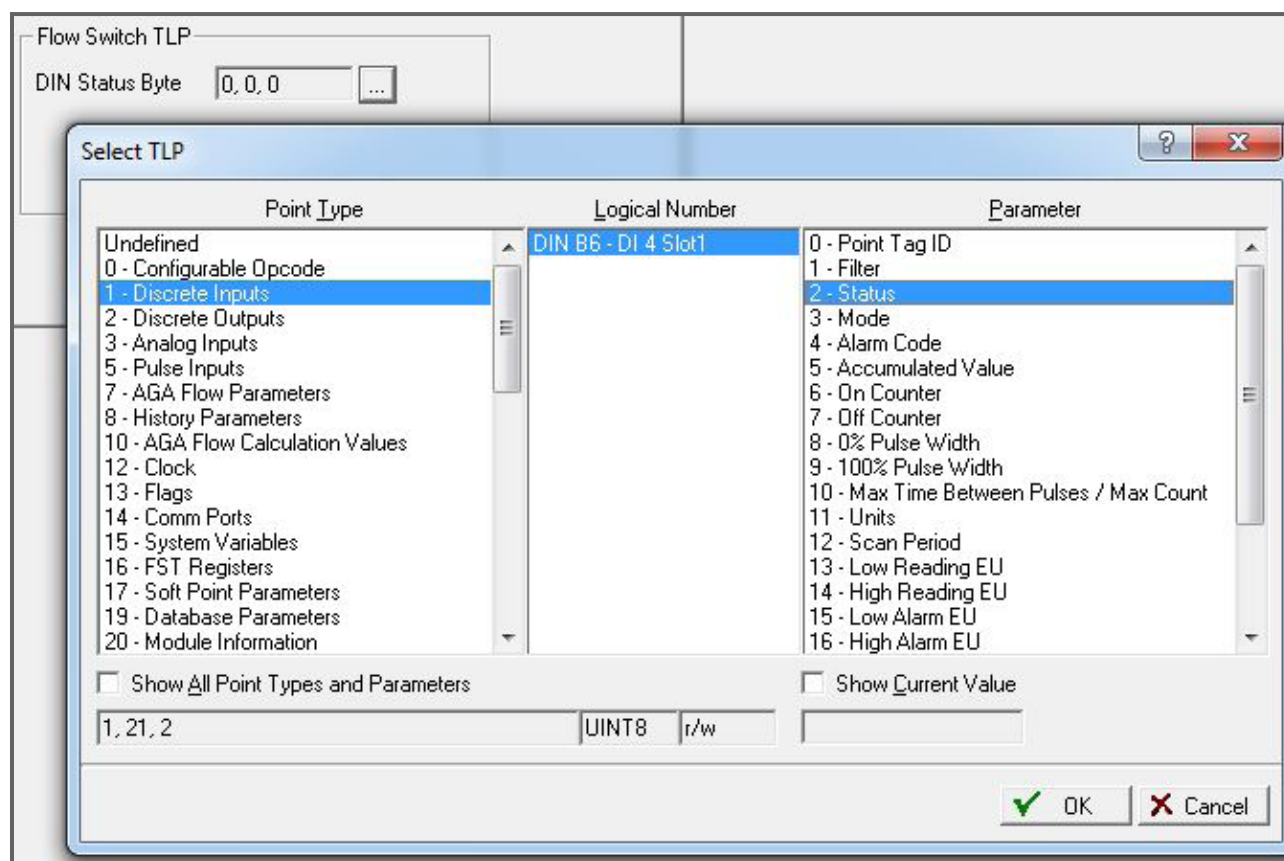 Flow Switch TLP
DIN Status Byte 0, 0, 0 ...
Select TLP
Point Type
Undefined
0 - Configurable Opcode
1 - Discrete Inputs
2 - Discrete Outputs
3 - Analog Inputs
5 - Pulse Inputs
7 - AGA Flow Parameters
8 - History Parameters
10 - AGA Flow Calculation Values
12 - Clock
13 - Flags
14 - Comm Ports
15 - System Variables
16 - FST Registers
17 - Soft Point Parameters
19 - Database Parameters
20 - Module Information
Logical Number
DIN B6 - DI 4 Slot1
Parameter
0 - Point Tag ID
1 - Filter
2 - Status
3 - Mode
4 - Alarm Code
5 - Accumulated Value
6 - On Counter
7 - Off Counter
8 - 0% Pulse Width
9 - 100% Pulse Width
10 - Max Time Between Pulses / Max Count
11 - Units
12 - Scan Period
13 - Low Reading EU
14 - High Reading EU
15 - Low Alarm EU
16 - High Alarm EU
Show All Point Types and Parameters
Show Current Value
1, 21, 2 UINT8 r/w
OK Cancel